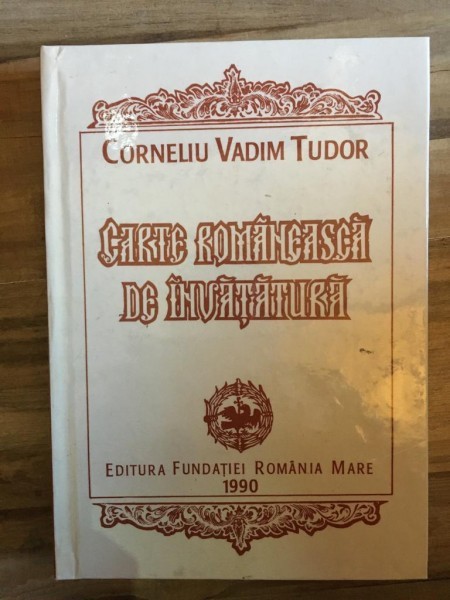 CORNELIU VADIM TUDOR
CARTE ROMÂNEASCĂ
DE ÎNVĂȚĂTURĂ
EDITURA FUNDAȚIEI ROMÂNIA MARE
1990